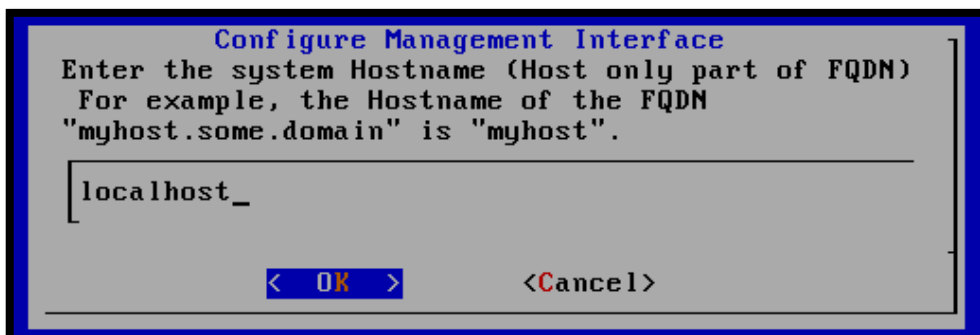 Configure Management Interface
Enter the system Hostname (Host only part of FQDN)
For example, the Hostname of the FQDN
"myhost.some.domain" is "myhost".
localhost_
< OK > <Cancel>